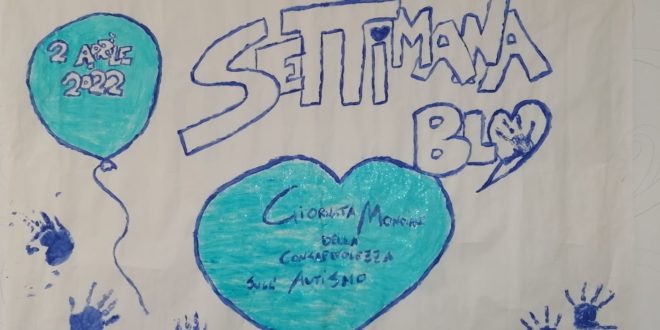 2 APRILE
2022
SETTIMANA
BLU
GIORNATA MONDIALE
DELLA
CONSAPEVOLEZZA
SULL' AUTISMO